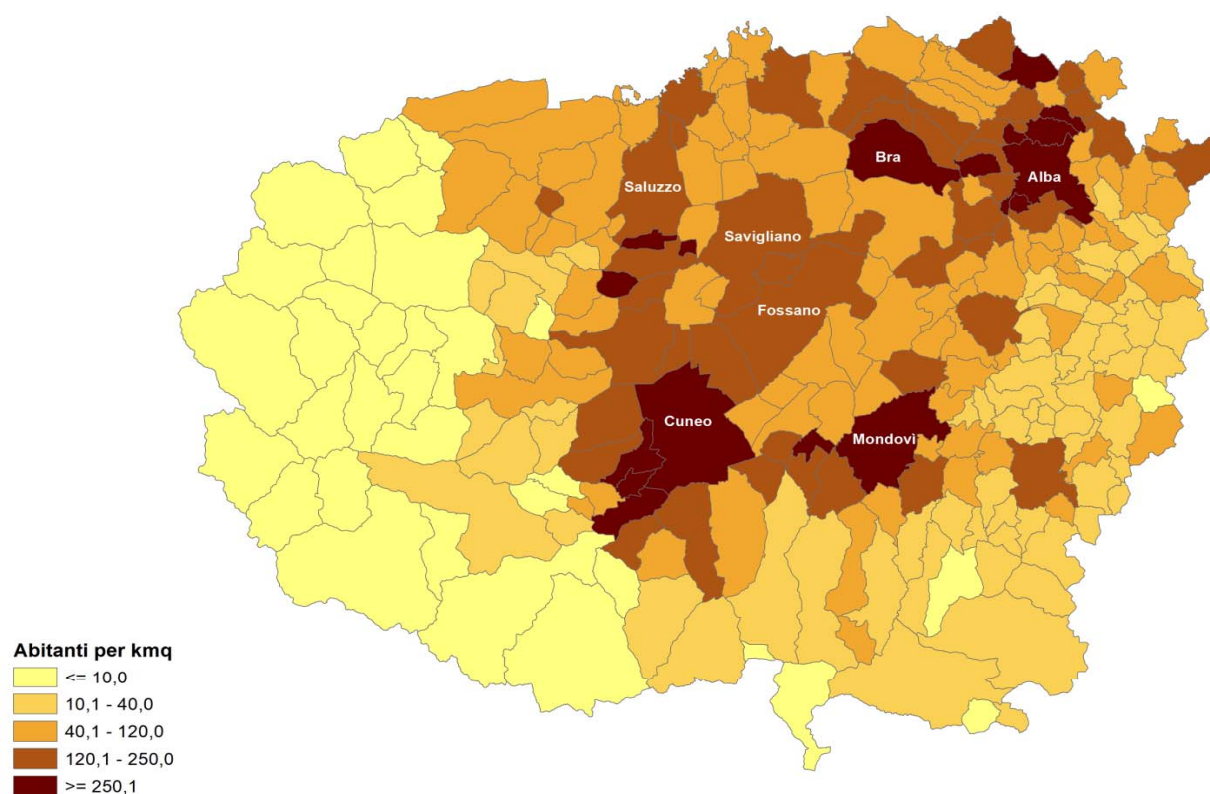 Bra
Alba
Saluzzo
Savigliano
Fossano
Cuneo
Mondovì
Abitanti per kmq
<= 10,0
10,1 - 40,0
40,1 - 120,0
120,1 - 250,0
>= 250,1